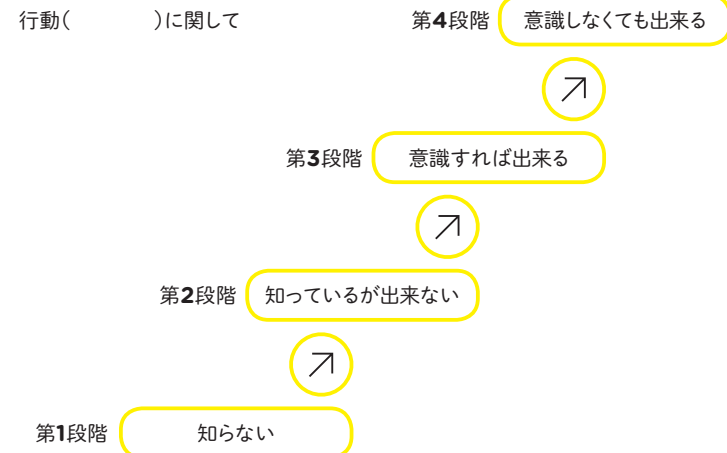 行動(　　　　)に関して
第4段階 意識しなくても出来る
第3段階 意識すれば出来る
第2段階 知っているが出来ない
第1段階 知らない